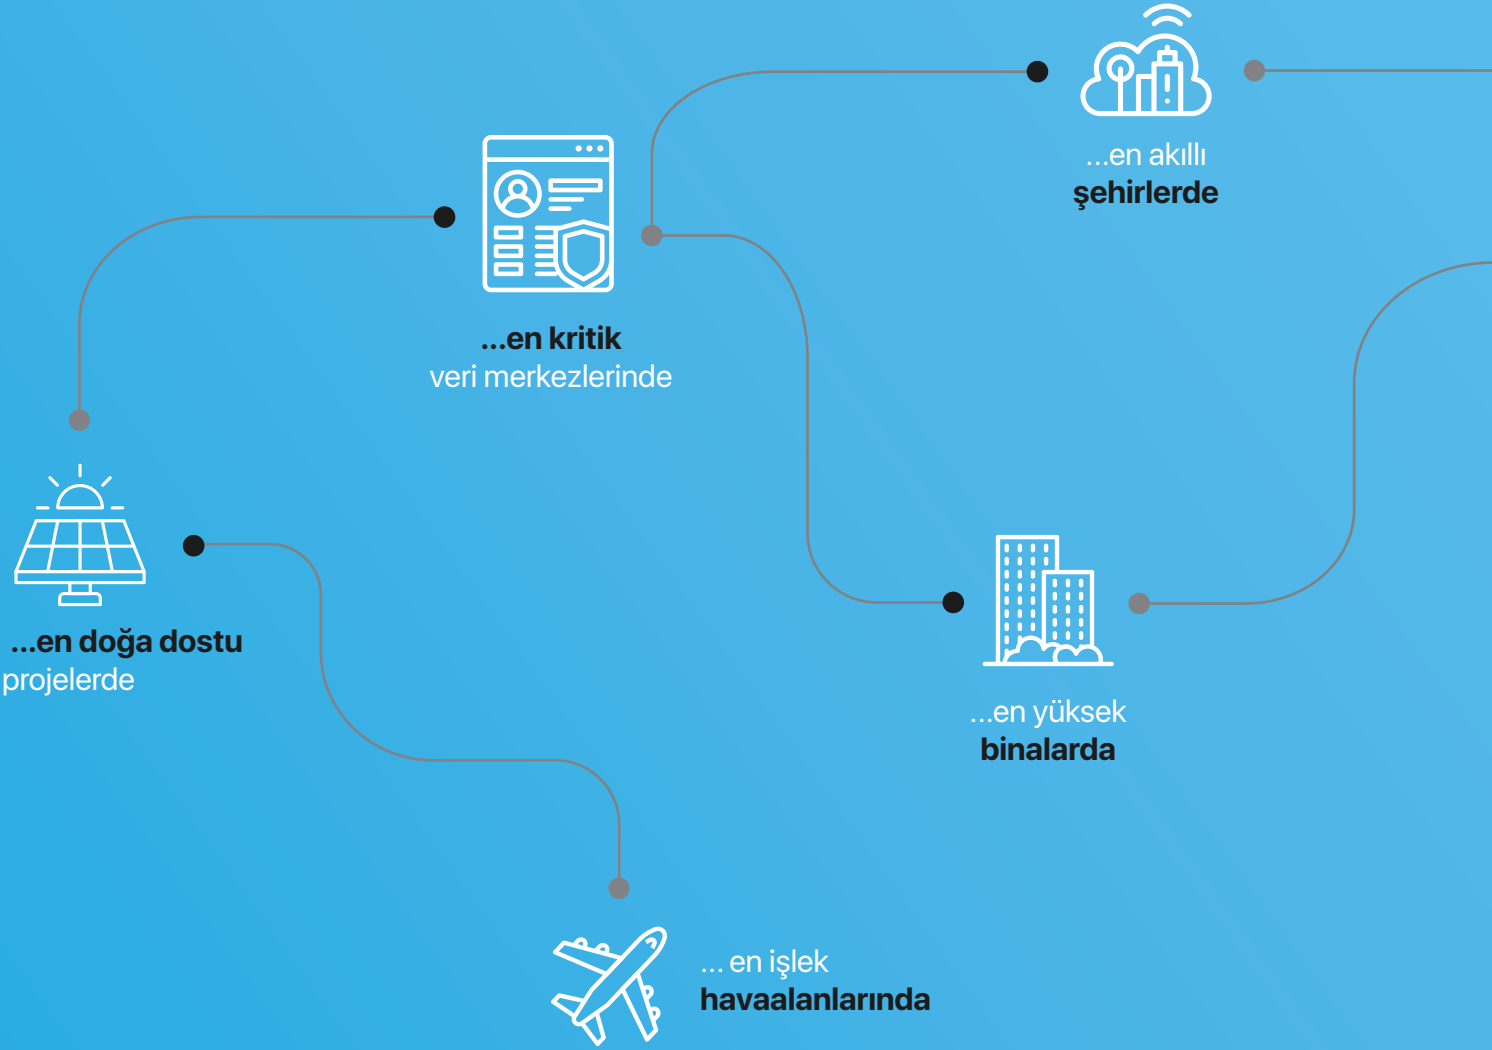 ...en akıllı
şehirlerde
...en kritik
veri merkezlerinde
...en doğa dostu
projelerde
...en yüksek
binalarda
... en işlek
havaalanlarında